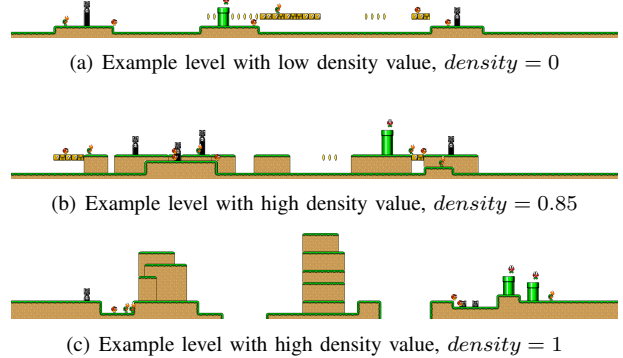 (a) Example level with low density value, density = 0
(b) Example level with high density value, density = 0.85
(c) Example level with high density value, density = 1